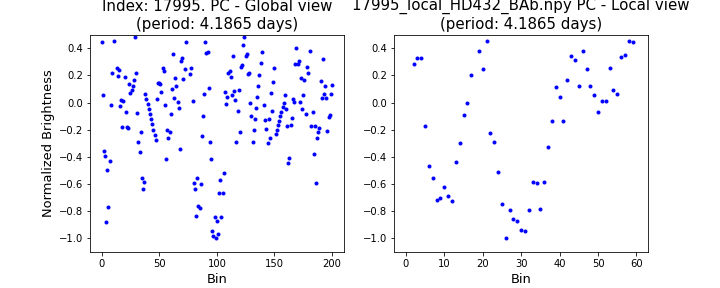 Index: 17995. PC - Global view
(period: 4.1865 days)
17995_local_HD432_BAb.npy PC - Local view
(period: 4.1865 days)
Normalized Brightness
0.4
0.2
0.0
−0.2
−0.4
−0.6
−0.8
−1.0
0 50 100 150 200
Bin
0.4
0.2
0.0
−0.2
−0.4
−0.6
−0.8
−1.0
0 10 20 30 40 50 60
Bin